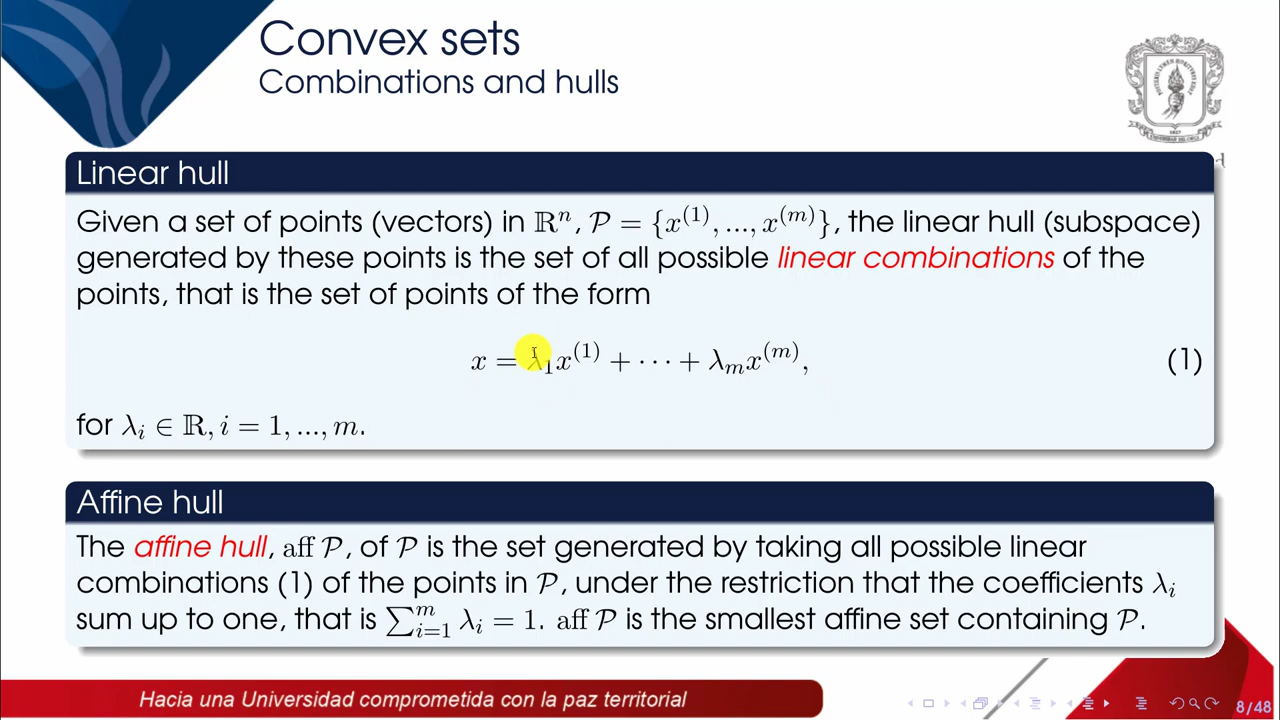 Convex sets
Combinations and hulls
Linear hull
Given a set of points (vectors) in ℝⁿ, 𝒫 = {x⁽¹⁾, ..., x⁽ᵐ⁾}, the linear hull (subspace)
generated by these points is the set of all possible linear combinations of the
points, that is the set of points of the form
x = λ₁x⁽¹⁾ + ··· + λₘx⁽ᵐ⁾, (1)
for λᵢ ∈ ℝ, i = 1, ..., m.
Affine hull
The affine hull, aff 𝒫, of 𝒫 is the set generated by taking all possible linear
combinations (1) of the points in 𝒫, under the restriction that the coefficients λᵢ
sum up to one, that is ∑ᵢ₌₁ᵐ λᵢ = 1. aff 𝒫 is the smallest affine set containing 𝒫.
Hacia una Universidad comprometida con la paz territorial
8/48